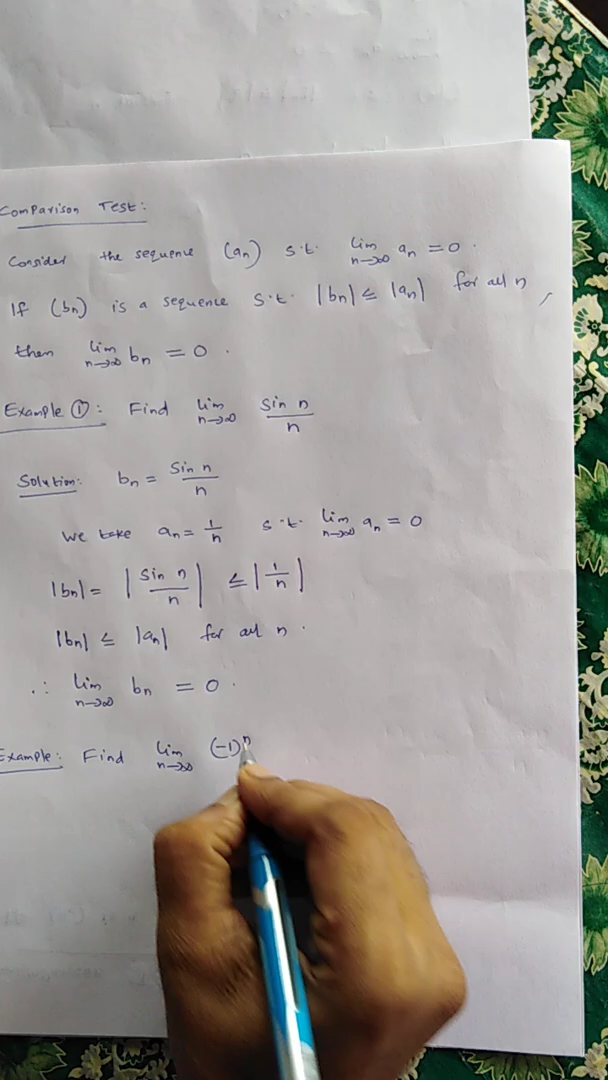 Comparison Test:
Consider the sequence (an) s.t. lim n→∞ an = 0.
If (bn) is a sequence s.t. |bn| ≤ |an| for all n,
then lim n→∞ bn = 0.
Example ①: Find lim n→∞ Sin n / n
Solution: bn = Sin n / n
We take an = 1/n s.t. lim n→∞ an = 0
|bn| = | Sin n / n | ≤ | 1/n |
|bn| ≤ |an| for all n.
∴ lim n→∞ bn = 0.
Example: Find lim n→∞ (-1)^n